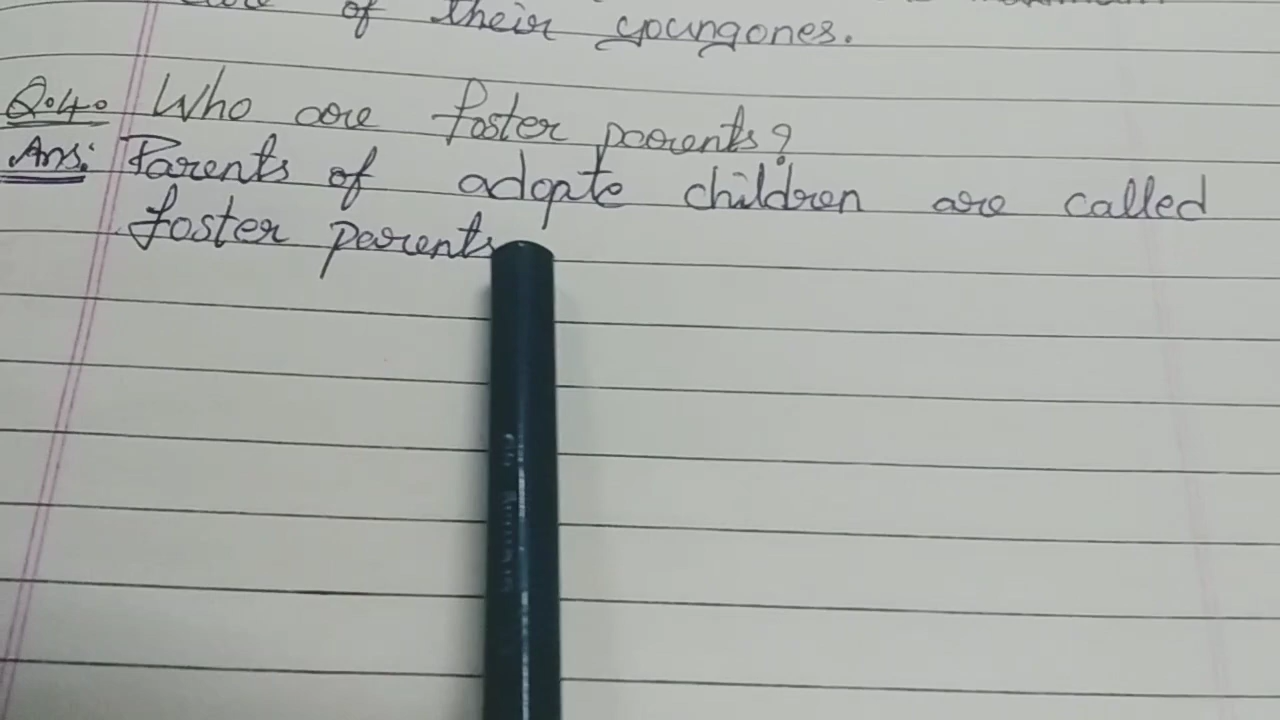 of their youngones.
Q.4. Who are foster parents?
Ans: Parents of adopte children are called
foster parents